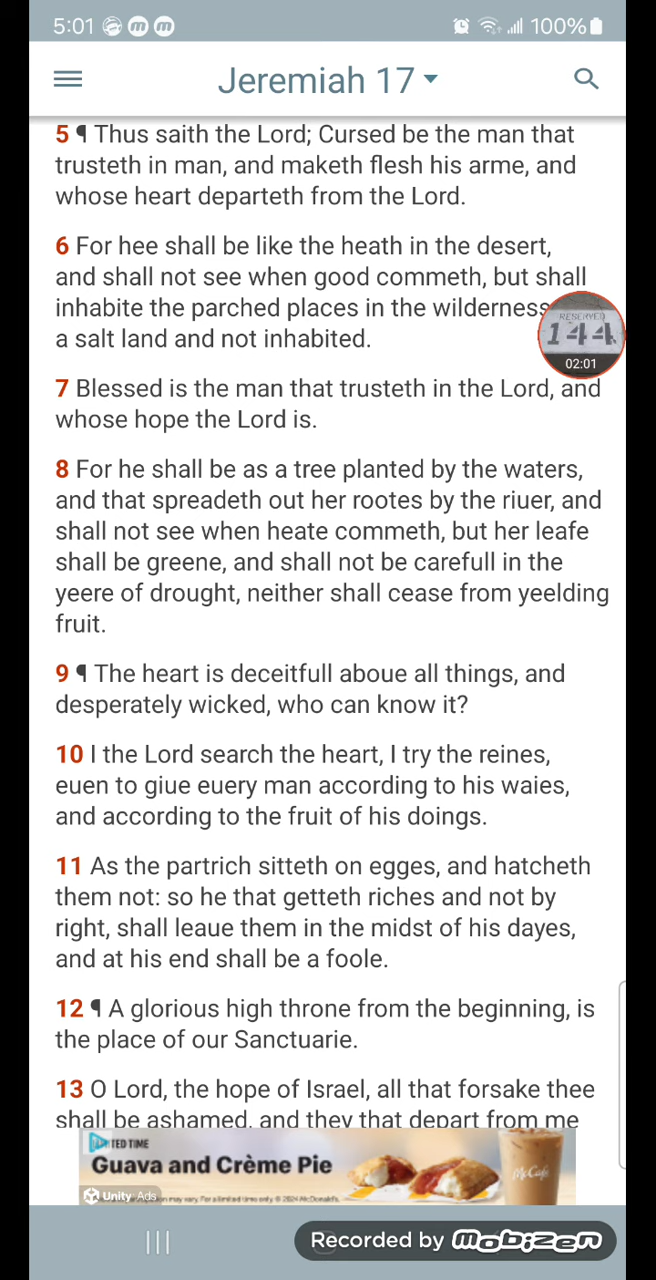 5:01 m m 100%
Jeremiah 17
5 ¶ Thus saith the Lord; Cursed be the man that
trusteth in man, and maketh flesh his arme, and
whose heart departeth from the Lord.
6 For hee shall be like the heath in the desert,
and shall not see when good commeth, but shall
inhabite the parched places in the wilderness
a salt land and not inhabited.
RESERVED
144
02:01
7 Blessed is the man that trusteth in the Lord, and
whose hope the Lord is.
8 For he shall be as a tree planted by the waters,
and that spreadeth out her rootes by the riuer, and
shall not see when heate commeth, but her leafe
shall be greene, and shall not be carefull in the
yeere of drought, neither shall cease from yeelding
fruit.
9 ¶ The heart is deceitfull aboue all things, and
desperately wicked, who can know it?
10 I the Lord search the heart, I try the reines,
euen to giue euery man according to his waies,
and according to the fruit of his doings.
11 As the partrich sitteth on egges, and hatcheth
them not: so he that getteth riches and not by
right, shall leaue them in the midst of his dayes,
and at his end shall be a foole.
12 ¶ A glorious high throne from the beginning, is
the place of our Sanctuarie.
13 O Lord, the hope of Israel, all that forsake thee
shall be ashamed, and they that depart from me
TED TIME
Guava and Crème Pie
McCafé
Unity Ads
may vary. For a limited time only. © 2024 McDonald's.
Recorded by mobizen